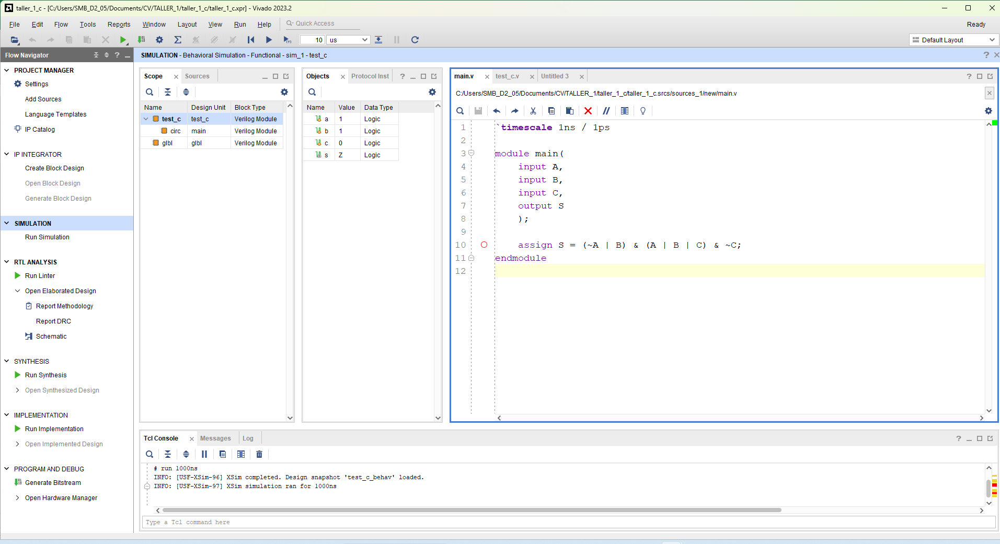 taller_1_c - [C:/Users/SMB_D2_05/Documents/CV/TALLER_1/taller_1_c/taller_1_c.xpr] - Vivado 2023.2
File Edit Flow Tools Reports Window Layout View Run Help Quick Access Ready
10 us Default Layout
Flow Navigator
PROJECT MANAGER
Settings
Add Sources
Language Templates
IP Catalog
IP INTEGRATOR
Create Block Design
Open Block Design
Generate Block Design
SIMULATION
Run Simulation
RTL ANALYSIS
Run Linter
Open Elaborated Design
Report Methodology
Report DRC
Schematic
SYNTHESIS
Run Synthesis
Open Synthesized Design
IMPLEMENTATION
Run Implementation
Open Implemented Design
PROGRAM AND DEBUG
Generate Bitstream
Open Hardware Manager
SIMULATION - Behavioral Simulation - Functional - sim_1 - test_c
Scope Sources
Name Design Unit Block Type
test_c test_c Verilog Module
circ main Verilog Module
glbl glbl Verilog Module
Objects Protocol Inst
Name Value Data Type
a 1 Logic
b 1 Logic
c 0 Logic
s Z Logic
main.v test_c.v Untitled 3
C:/Users/SMB_D2_05/Documents/CV/TALLER_1/taller_1_c/taller_1_c.srcs/sources_1/new/main.v
1 `timescale 1ns / 1ps
2
3 module main(
4 input A,
5 input B,
6 input C,
7 output S
8 );
9
10 assign S = (~A | B) & (A | B | C) & ~C;
11 endmodule
12
Tcl Console Messages Log
# run 1000ns
INFO: [USF-XSim-96] XSim completed. Design snapshot 'test_c_behav' loaded.
INFO: [USF-XSim-97] XSim simulation ran for 1000ns
Type a Tcl command here